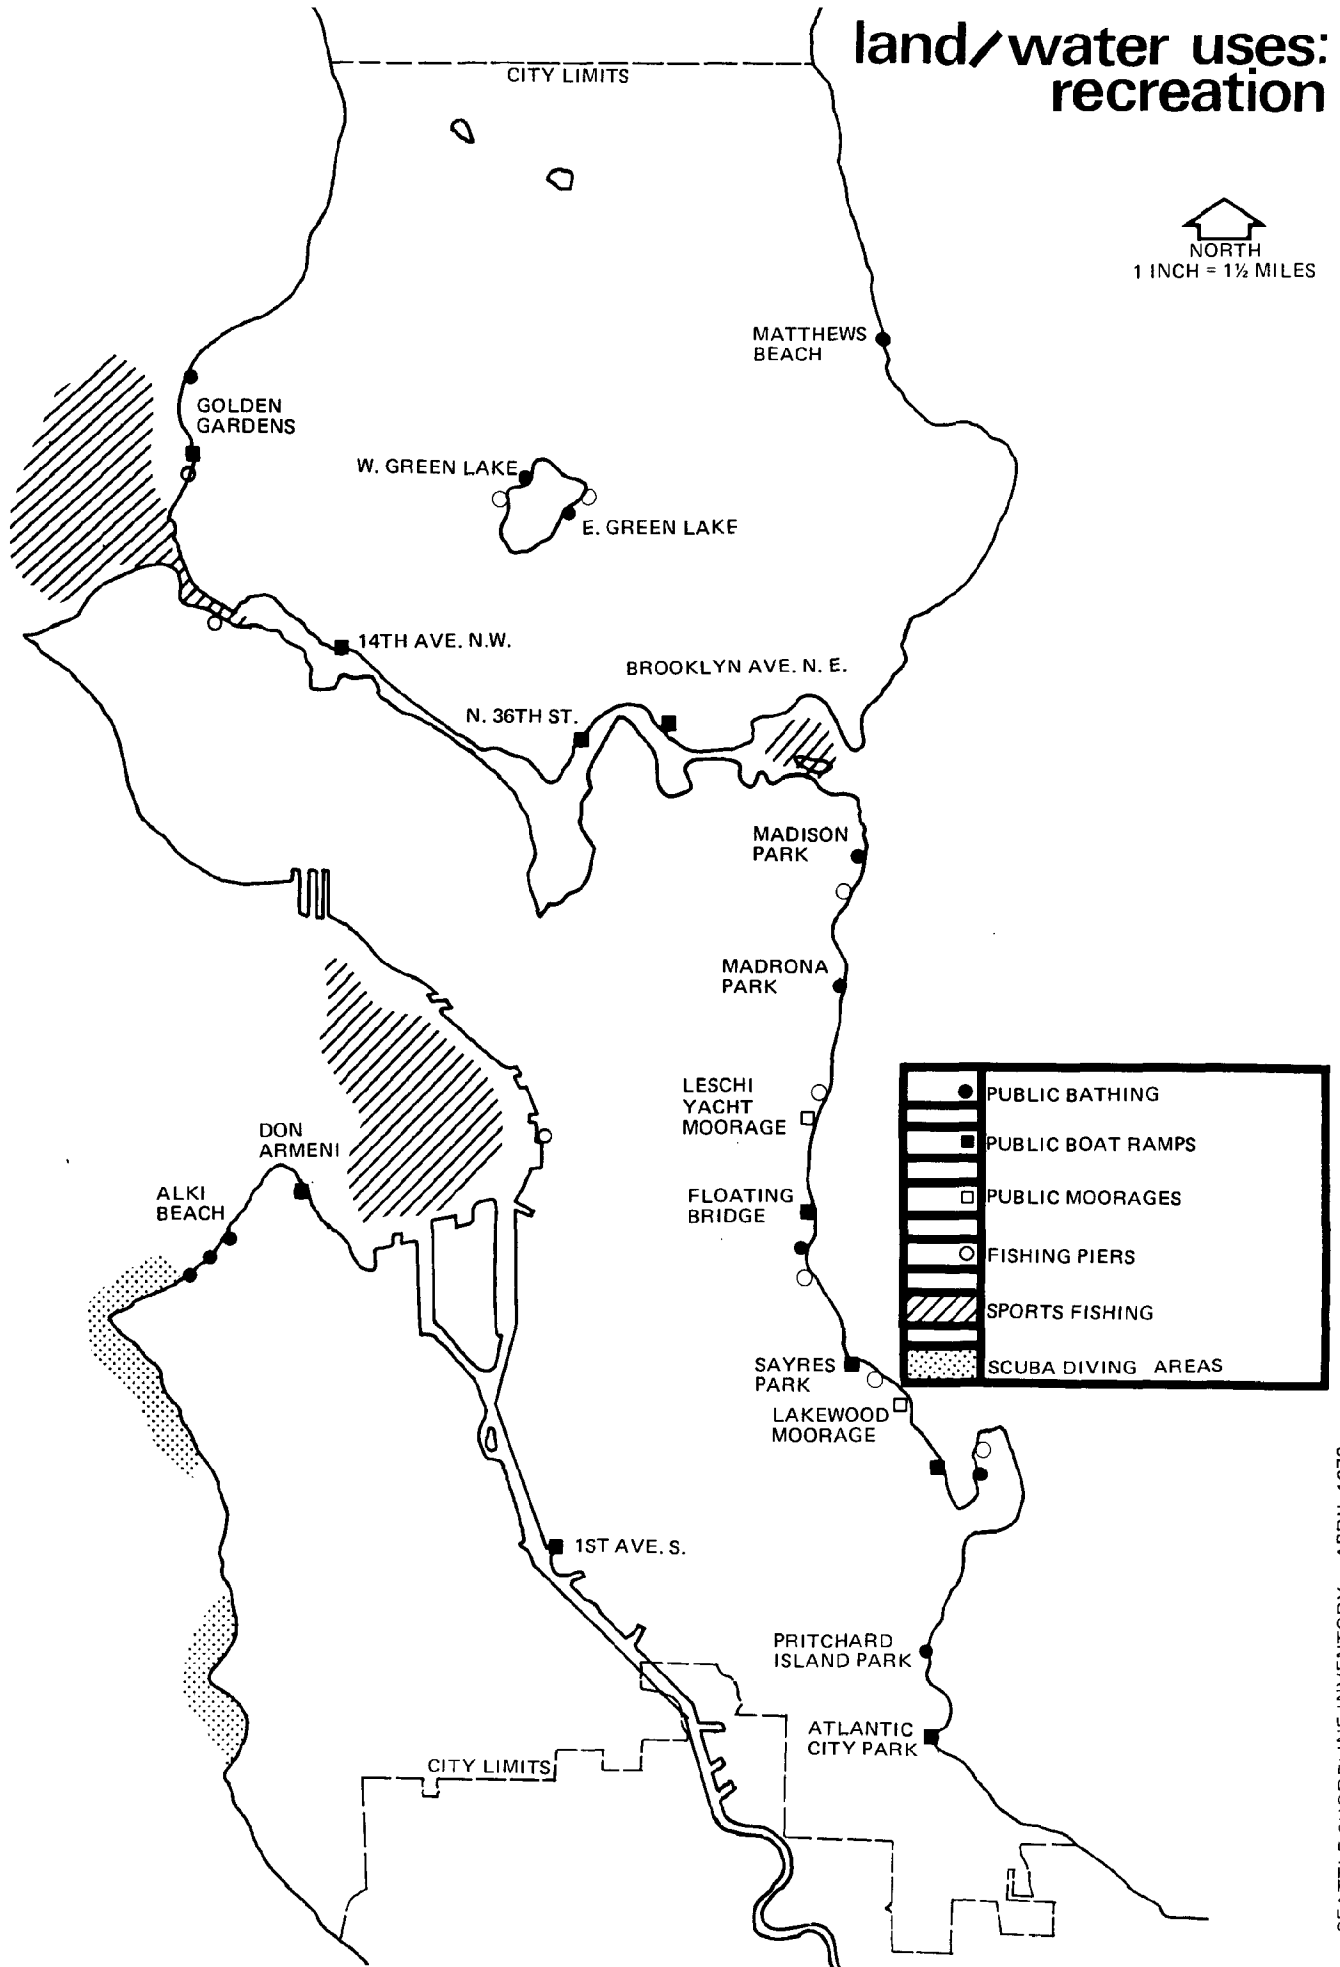 land/water uses:
recreation
CITY LIMITS
NORTH
1 INCH = 1½ MILES
MATTHEWS
BEACH
GOLDEN
GARDENS
W. GREEN LAKE
E. GREEN LAKE
14TH AVE. N.W.
BROOKLYN AVE. N. E.
N. 36TH ST.
MADISON
PARK
MADRONA
PARK
LESCHI
YACHT
MOORAGE
DON
ARMENI
ALKI
BEACH
FLOATING
BRIDGE
PUBLIC BATHING
PUBLIC BOAT RAMPS
PUBLIC MOORAGES
FISHING PIERS
SPORTS FISHING
SCUBA DIVING AREAS
SAYRES
PARK
LAKEWOOD
MOORAGE
1ST AVE. S.
PRITCHARD
ISLAND PARK
ATLANTIC
CITY PARK
CITY LIMITS